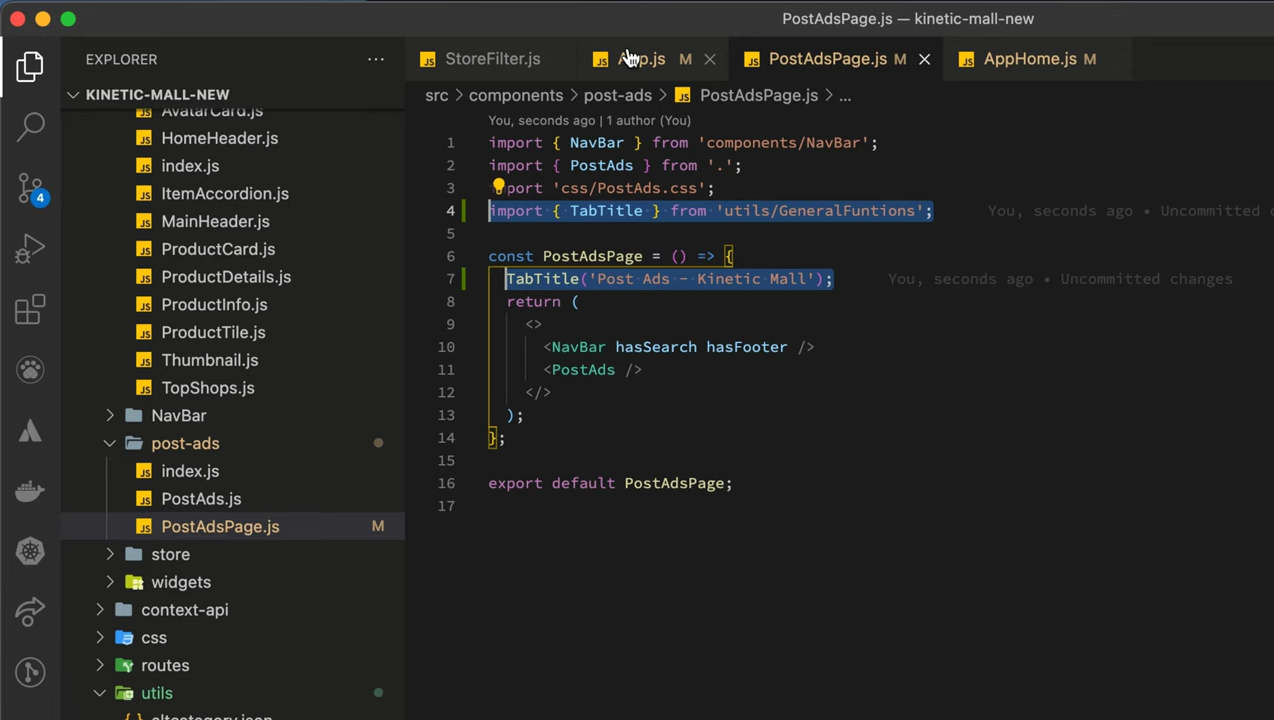 PostAdsPage.js — kinetic-mall-new
EXPLORER
StoreFilter.js
App.js M
PostAdsPage.js M
AppHome.js M
KINETIC-MALL-NEW
src > components > post-ads > PostAdsPage.js > ...
AvatarCard.js
HomeHeader.js
index.js
ItemAccordion.js
MainHeader.js
ProductCard.js
ProductDetails.js
ProductInfo.js
ProductTile.js
Thumbnail.js
TopShops.js
NavBar
post-ads
index.js
PostAds.js
PostAdsPage.js M
store
widgets
context-api
css
routes
utils
altcategory.json
4
You, seconds ago | 1 author (You)
1 import { NavBar } from 'components/NavBar';
2 import { PostAds } from '.';
3 import 'css/PostAds.css';
4 import { TabTitle } from 'utils/GeneralFuntions'; You, seconds ago • Uncommitted c
5
6 const PostAdsPage = () => {
7 TabTitle('Post Ads - Kinetic Mall'); You, seconds ago • Uncommitted changes
8 return (
9 <>
10 <NavBar hasSearch hasFooter />
11 <PostAds />
12 </>
13 );
14 };
15
16 export default PostAdsPage;
17